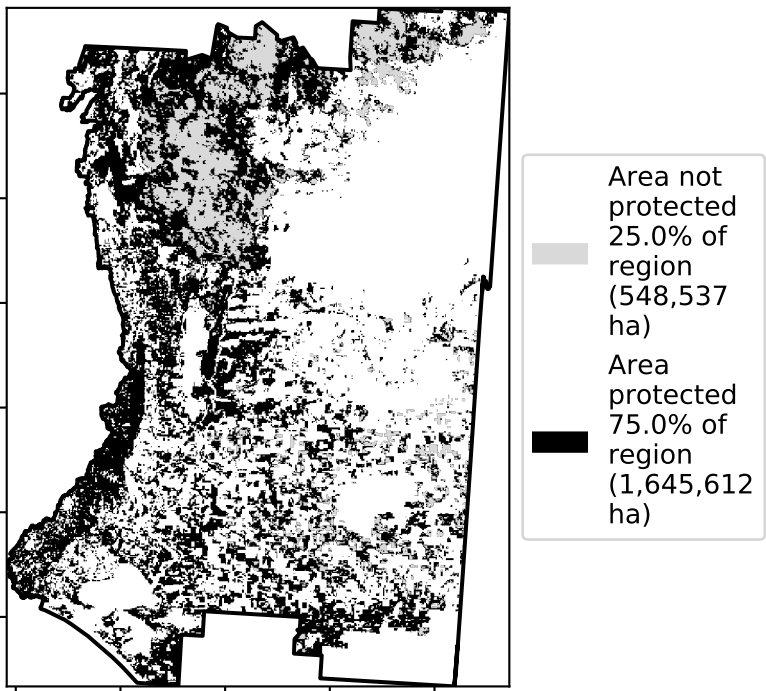 Area not
protected
25.0% of
region
(548,537
ha)
Area
protected
75.0% of
region
(1,645,612
ha)